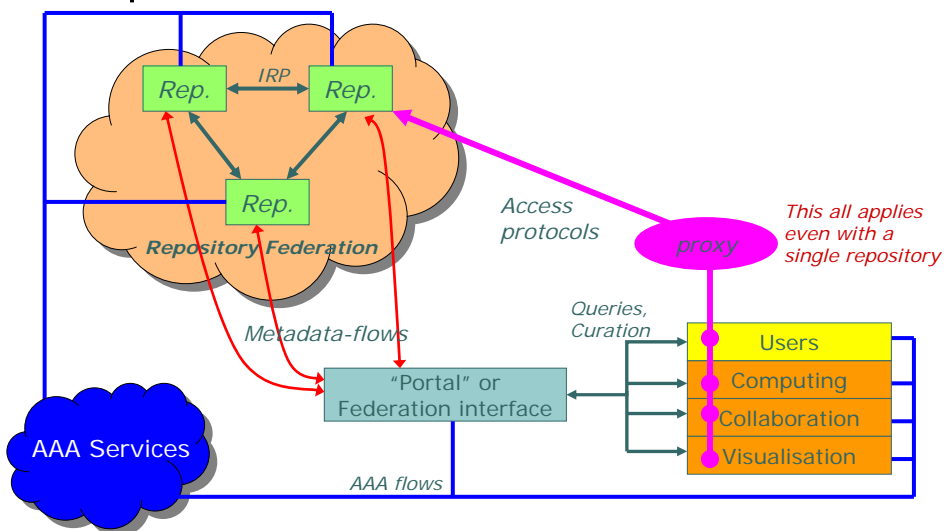 IRP
Rep.
Rep.
Rep.
Repository Federation
Access
protocols
proxy
This all applies
even with a
single repository
Metadata-flows
Queries,
Curation
Users
"Portal" or
Federation interface
Computing
Collaboration
Visualisation
AAA Services
AAA flows